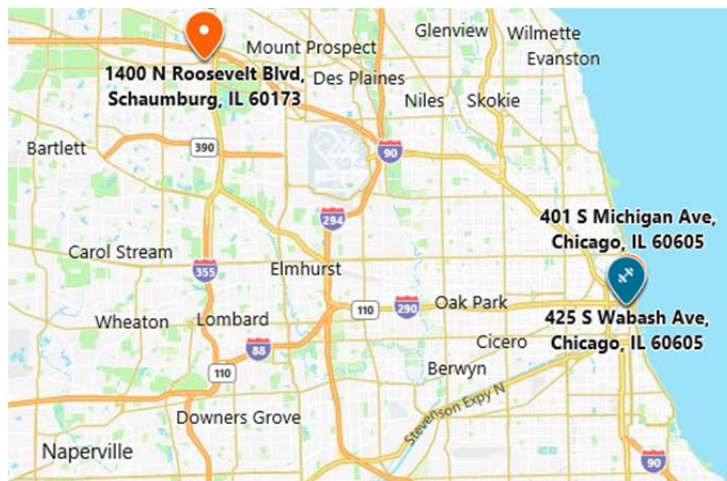 Glenview
Wilmette
Mount Prospect
Evanston
1400 N Roosevelt Blvd,
Schaumburg, IL 60173
Des Plaines
Niles
Skokie
Bartlett
390
90
294
401 S Michigan Ave,
Chicago, IL 60605
Carol Stream
355
Elmhurst
110
290
Oak Park
425 S Wabash Ave,
Chicago, IL 60605
Wheaton
Lombard
88
Cicero
110
Berwyn
Downers Grove
Stevenson Expy N
Naperville
90